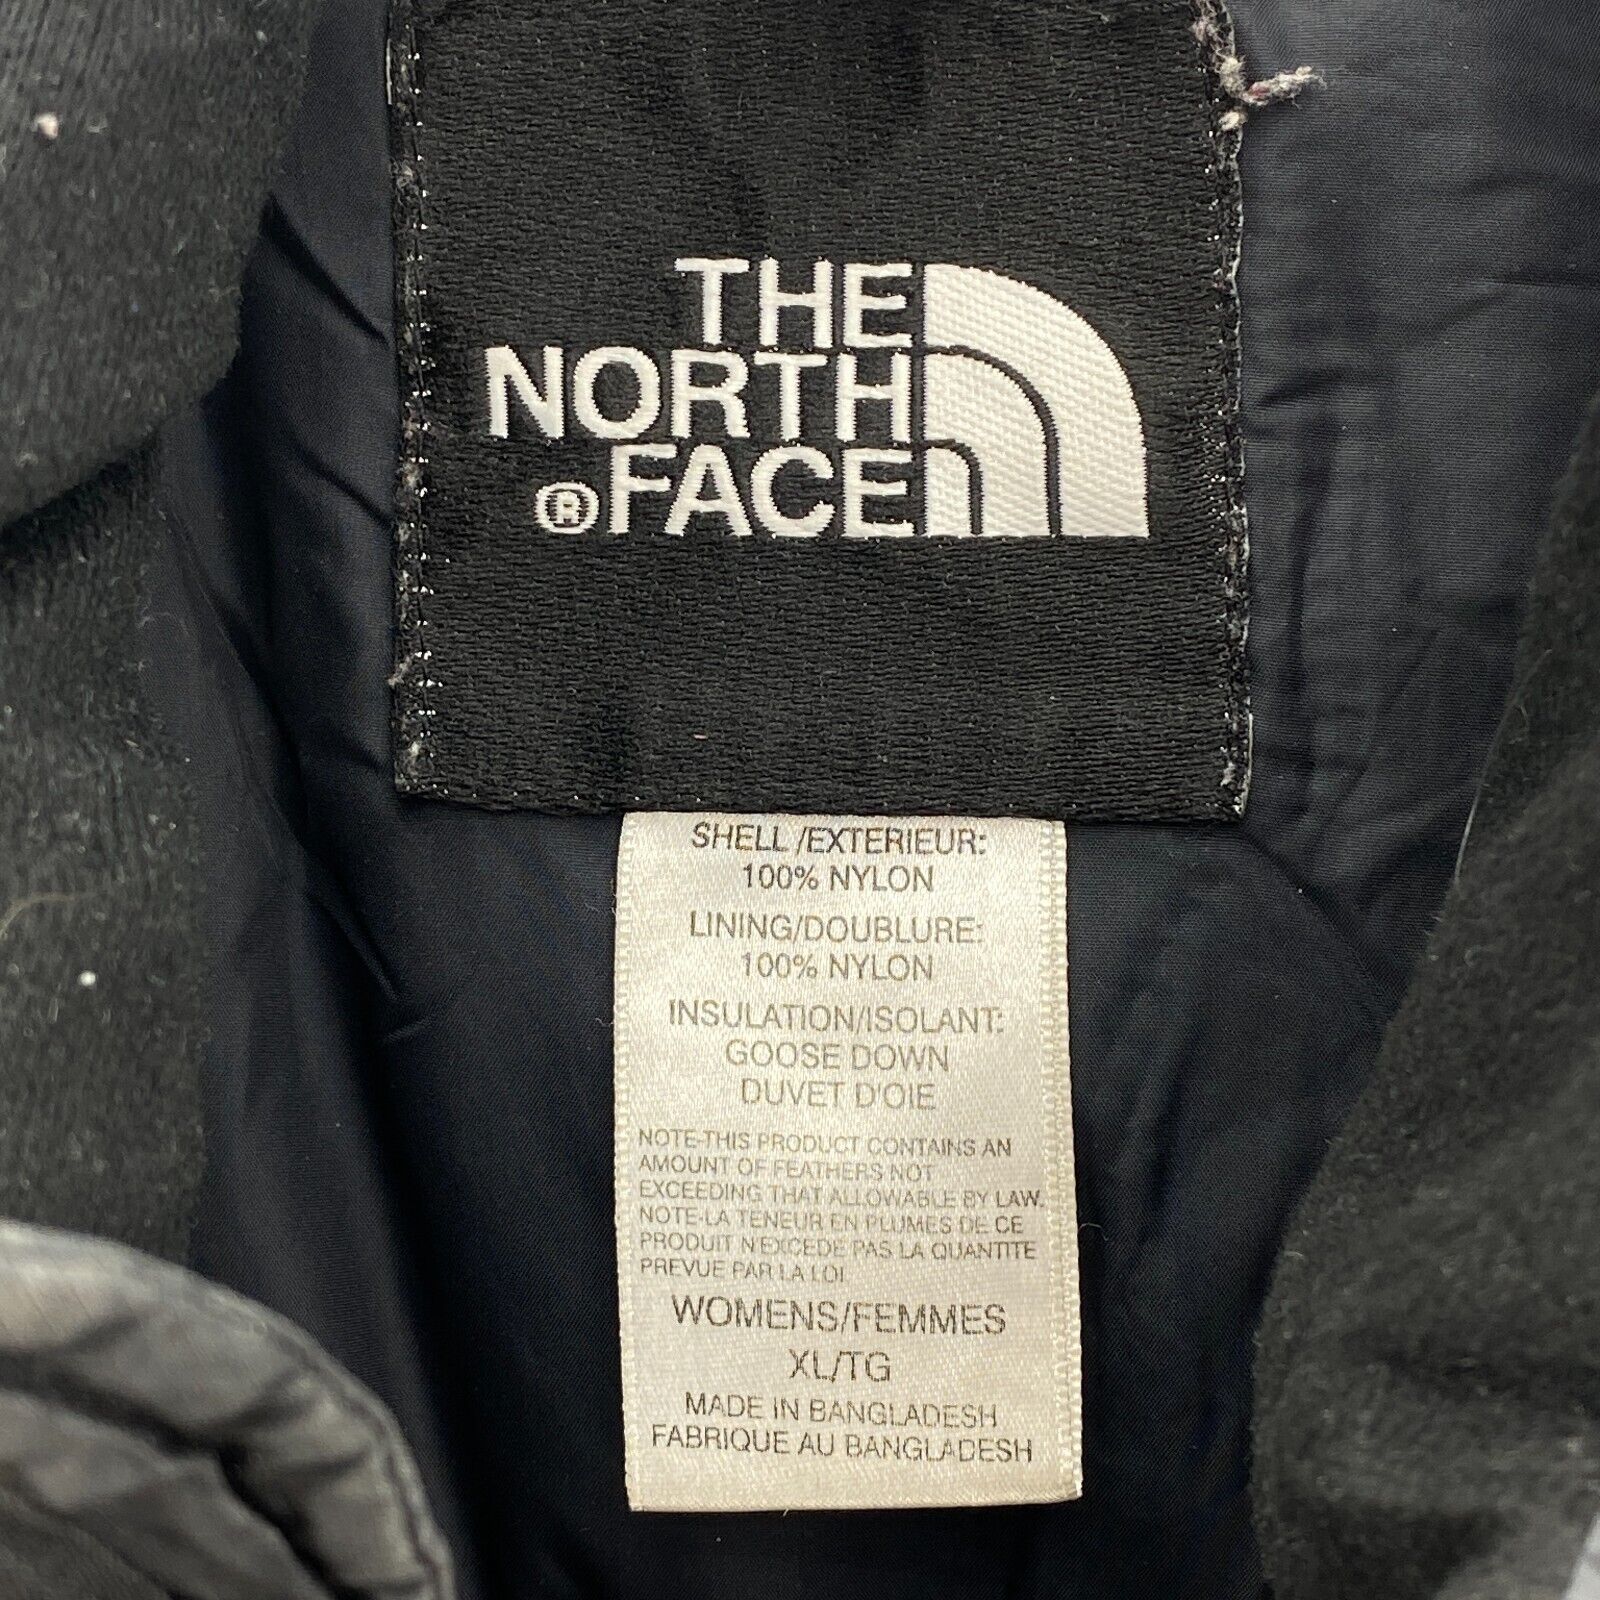 THE
NORTH
®FACE
SHELL/EXTERIEUR:
100% NYLON
LINING/DOUBLURE:
100% NYLON
INSULATION/ISOLANT:
GOOSE DOWN
DUVET D'OIE
NOTE-THIS PRODUCT CONTAINS AN
AMOUNT OF FEATHERS NOT
EXCEEDING THAT ALLOWABLE BY LAW.
NOTE-LA TENEUR EN PLUMES DE CE
PRODUIT N'EXCEDE PAS LA QUANTITE
PREVUE PAR LA LOI
WOMENS/FEMMES
XL/TG
MADE IN BANGLADESH
FABRIQUE AU BANGLADESH